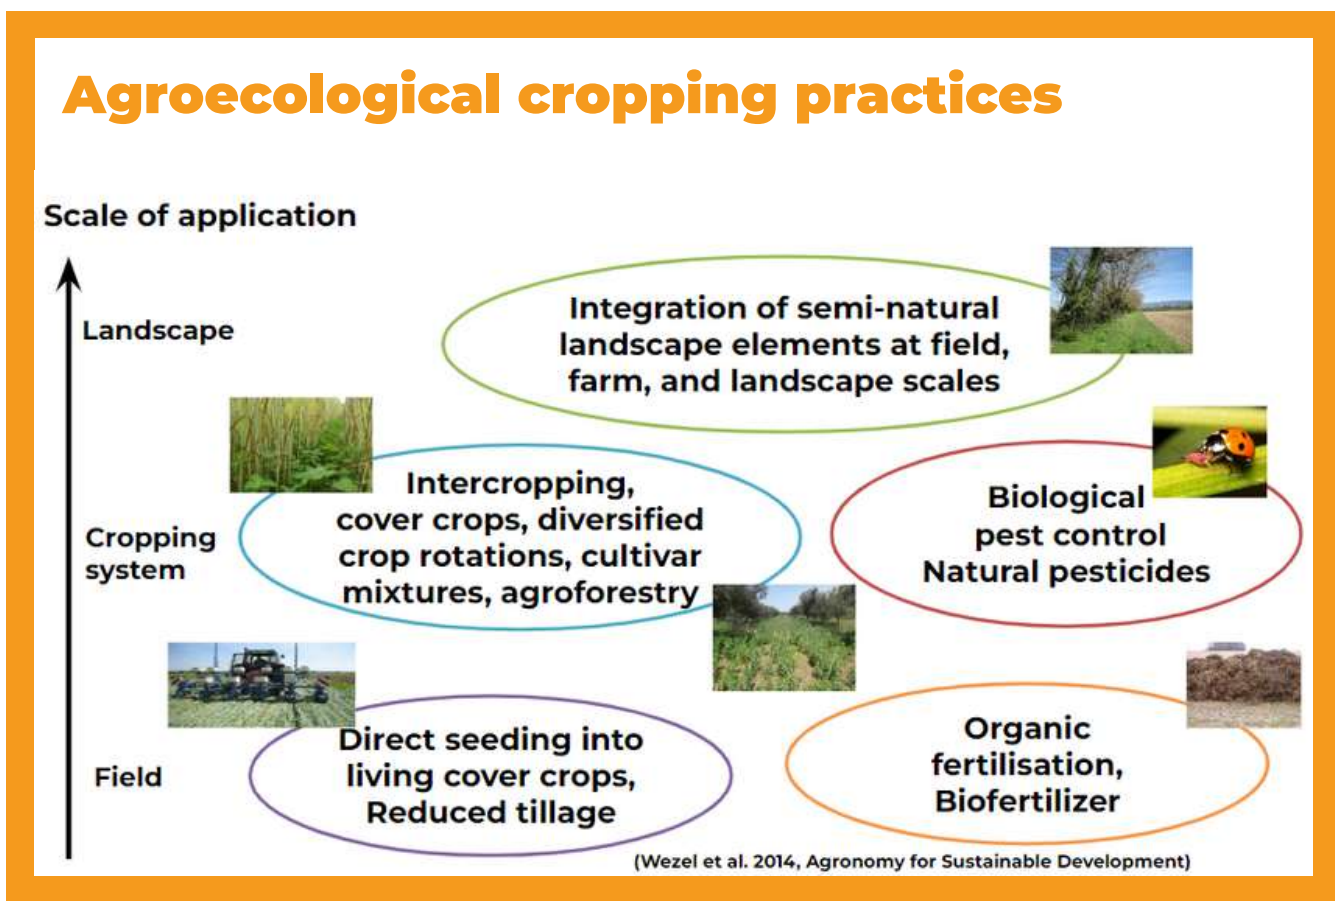 Agroecological cropping practices
Scale of application
Landscape
Integration of semi-natural
landscape elements at field,
farm, and landscape scales
Cropping
system
Intercropping,
cover crops, diversified
crop rotations, cultivar
mixtures, agroforestry
Biological
pest control
Natural pesticides
Field
Direct seeding into
living cover crops,
Reduced tillage
Organic
fertilisation,
Biofertilizer
(Wezel et al. 2014, Agronomy for Sustainable Development)